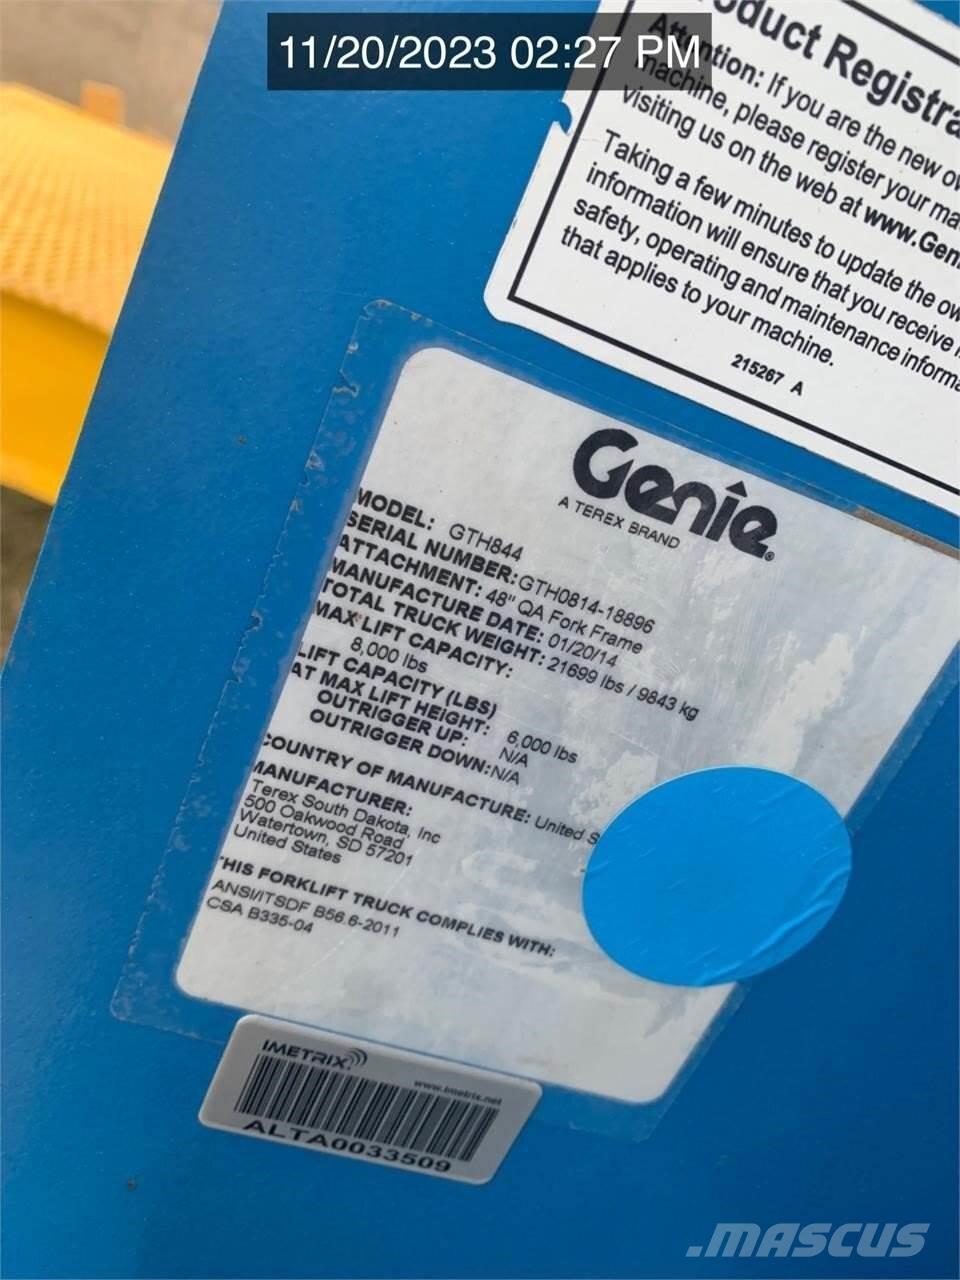 11/20/2023 02:27 PM
Product Registra
Attention: If you are the new
machine, please register your
visiting us on the web at www.Gen
Taking a few minutes to update the
information will ensure that you receive
safety, operating and maintenance informa
that applies to your machine.
215267 A
Genie
A TEREX BRAND
MODEL: GTH844
SERIAL NUMBER: GTH0814-18896
ATTACHMENT: 48" QA Fork Frame
MANUFACTURE DATE: 01/20/14
TOTAL TRUCK WEIGHT: 21699 lbs / 9843 kg
MAX LIFT CAPACITY:
8,000 lbs
LIFT CAPACITY (LBS)
AT MAX LIFT HEIGHT: 6,000 lbs
OUTRIGGER UP: N/A
OUTRIGGER DOWN: N/A
COUNTRY OF MANUFACTURE: United S
MANUFACTURER:
Terex South Dakota, Inc
500 Oakwood Road
Watertown, SD 57201
United States
THIS FORKLIFT TRUCK COMPLIES WITH:
ANSI/ITSDF B56.6-2011
CSA B335-04
IMETRIX
www.imetrix.net
ALTA0033509
.MASCUS